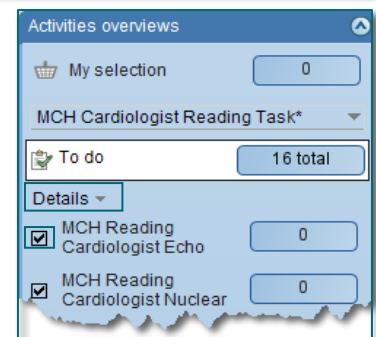 Activities overviews
My selection 0
MCH Cardiologist Reading Task*
To do 16 total
Details
MCH Reading
Cardiologist Echo 0
MCH Reading
Cardiologist Nuclear 0